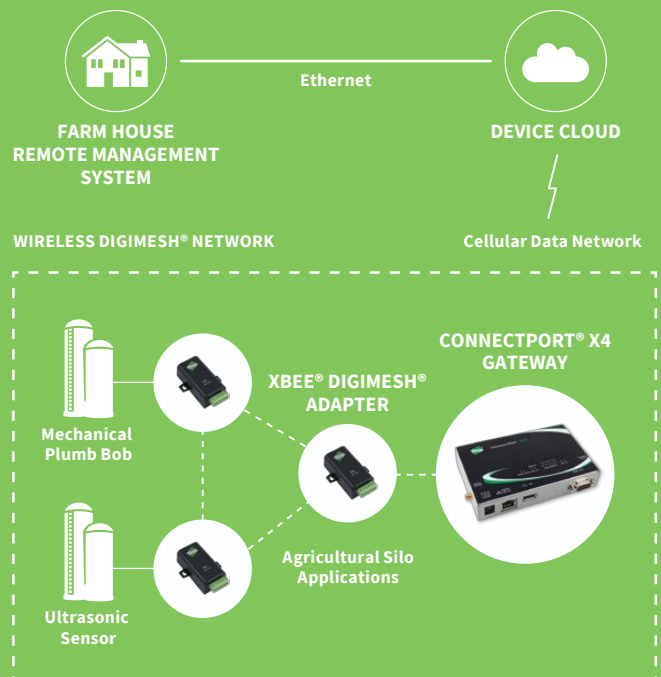 Ethernet
FARM HOUSE
REMOTE MANAGEMENT
SYSTEM
DEVICE CLOUD
WIRELESS DIGIMESH® NETWORK
Cellular Data Network
CONNECTPORT® X4
GATEWAY
XBEE® DIGIMESH®
ADAPTER
Mechanical
Plumb Bob
Agricultural Silo
Applications
Ultrasonic
Sensor